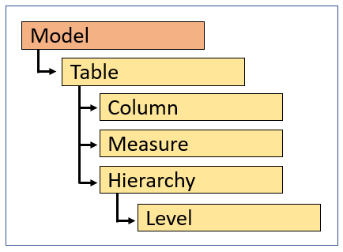 Model
Table
Column
Measure
Hierarchy
Level